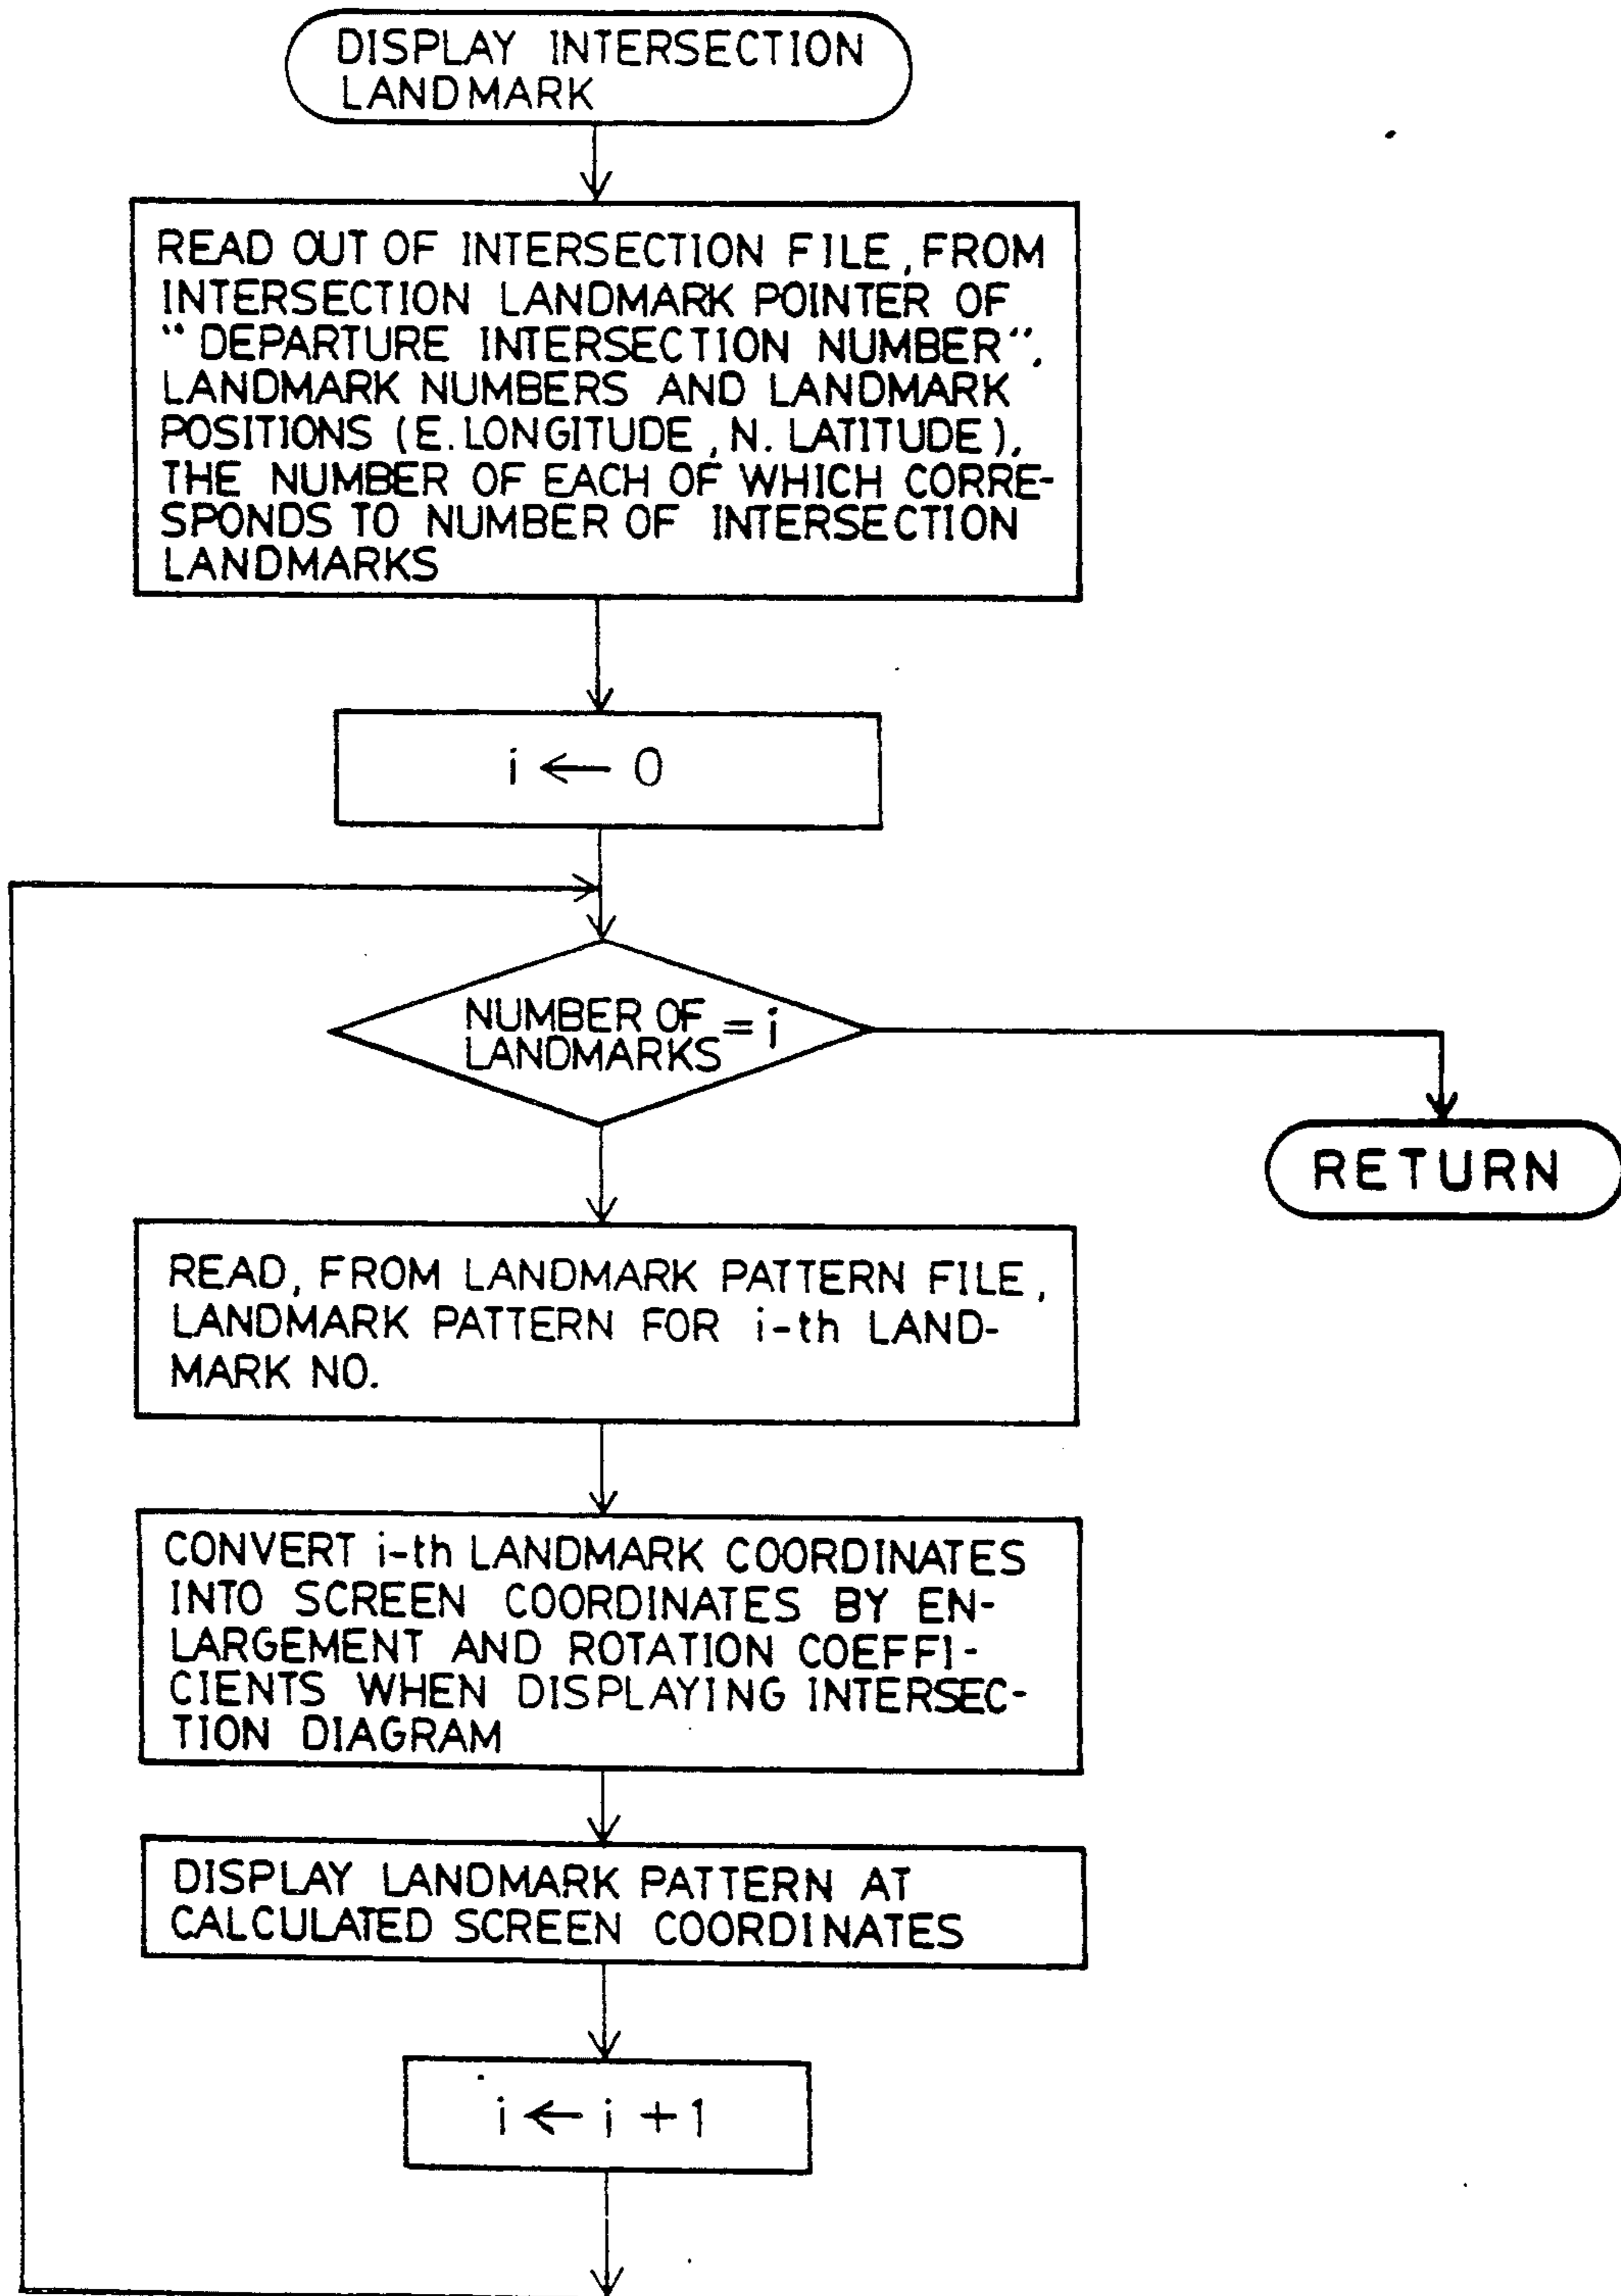 DISPLAY INTERSECTION
LANDMARK
READ OUT OF INTERSECTION FILE, FROM
INTERSECTION LANDMARK POINTER OF
“DEPARTURE INTERSECTION NUMBER”,
LANDMARK NUMBERS AND LANDMARK
POSITIONS (E. LONGITUDE, N. LATITUDE),
THE NUMBER OF EACH OF WHICH CORRE-
SPONDS TO NUMBER OF INTERSECTION
LANDMARKS
i ← 0
NUMBER OF
LANDMARKS = i
RETURN
READ, FROM LANDMARK PATTERN FILE,
LANDMARK PATTERN FOR i-th LAND-
MARK NO.
CONVERT i-th LANDMARK COORDINATES
INTO SCREEN COORDINATES BY EN-
LARGEMENT AND ROTATION COEFFI-
CIENTS WHEN DISPLAYING INTERSEC-
TION DIAGRAM
DISPLAY LANDMARK PATTERN AT
CALCULATED SCREEN COORDINATES
i ← i + 1